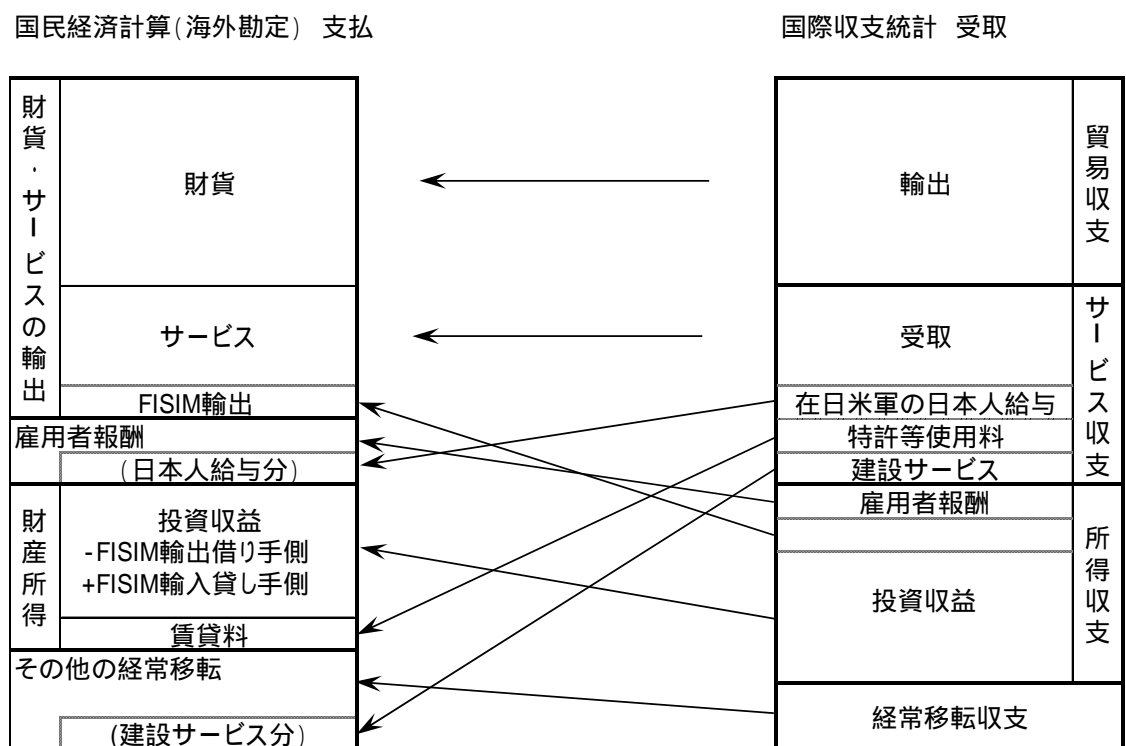 国民経済計算(海外勘定) 支払
国際収支統計 受取
財貨・サービスの輸出
財貨
サービス
FISIM輸出
雇用者報酬
(日本人給与分)
財産所得
投資収益
-FISIM輸出借り手側
+FISIM輸入貸し手側
賃貸料
その他の経常移転
(建設サービス分)
輸出
貿易収支
受取
在日米軍の日本人給与
特許等使用料
建設サービス
サービス収支
雇用者報酬
投資収益
所得収支
経常移転収支